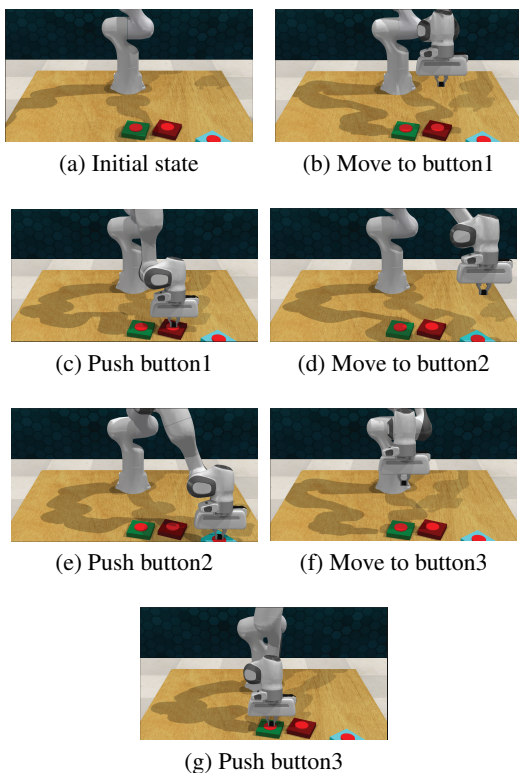 (a) Initial state
(b) Move to button1
(c) Push button1
(d) Move to button2
(e) Push button2
(f) Move to button3
(g) Push button3